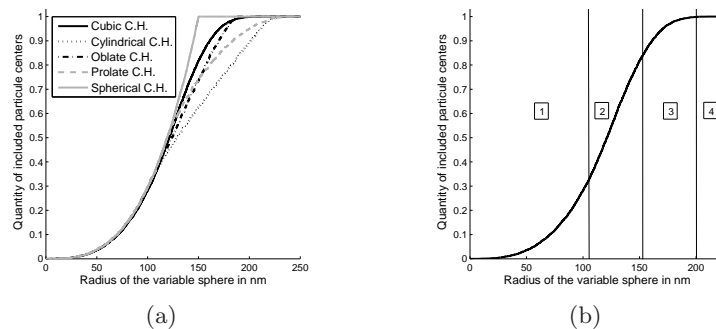 1
0.9
0.8
0.7
0.6
0.5
0.4
0.3
0.2
0.1
0
Quantity of included particule centers
Cubic C.H.
Cylindrical C.H.
Oblate C.H.
Prolate C.H.
Spherical C.H.
0 50 100 150 200 250
Radius of the variable sphere in nm
(a)
1
0.9
0.8
0.7
0.6
0.5
0.4
0.3
0.2
0.1
0
Quantity of included particule centers
1 2 3 4
0 50 100 150 200
Radius of the variable sphere in nm
(b)